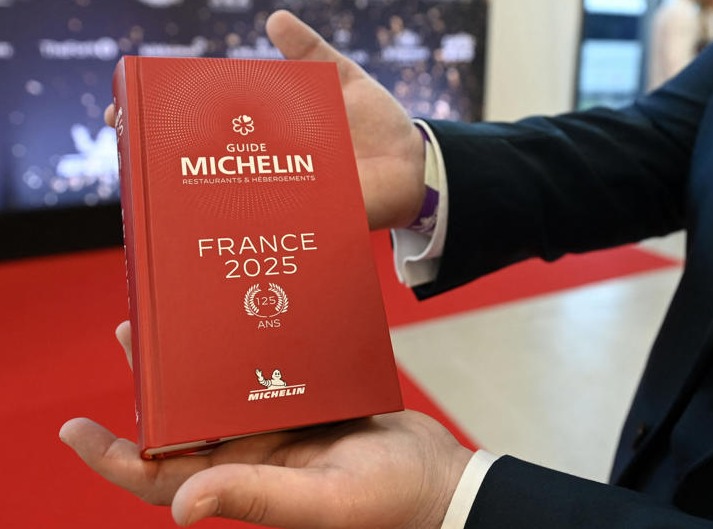 GUIDE
MICHELIN
RESTAURANTS & HÉBERGEMENTS
FRANCE
2025
125
ANS
MICHELIN